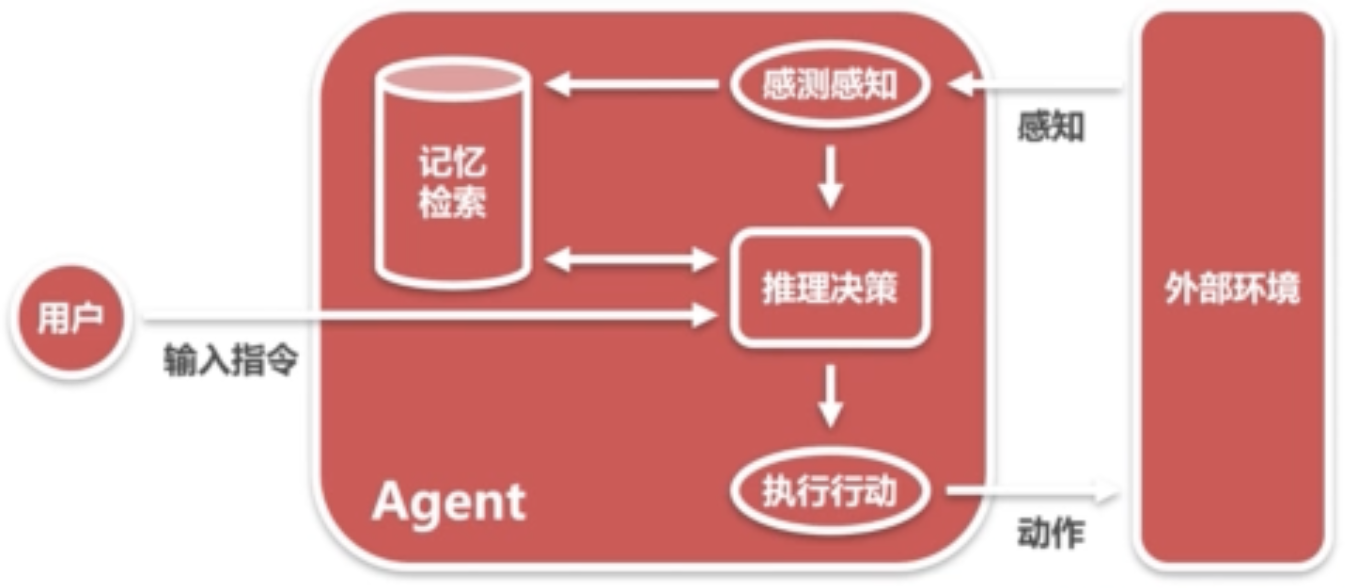 感测感知
感知
记忆
检索
推理决策
外部环境
用户
输入指令
Agent
执行行动
动作